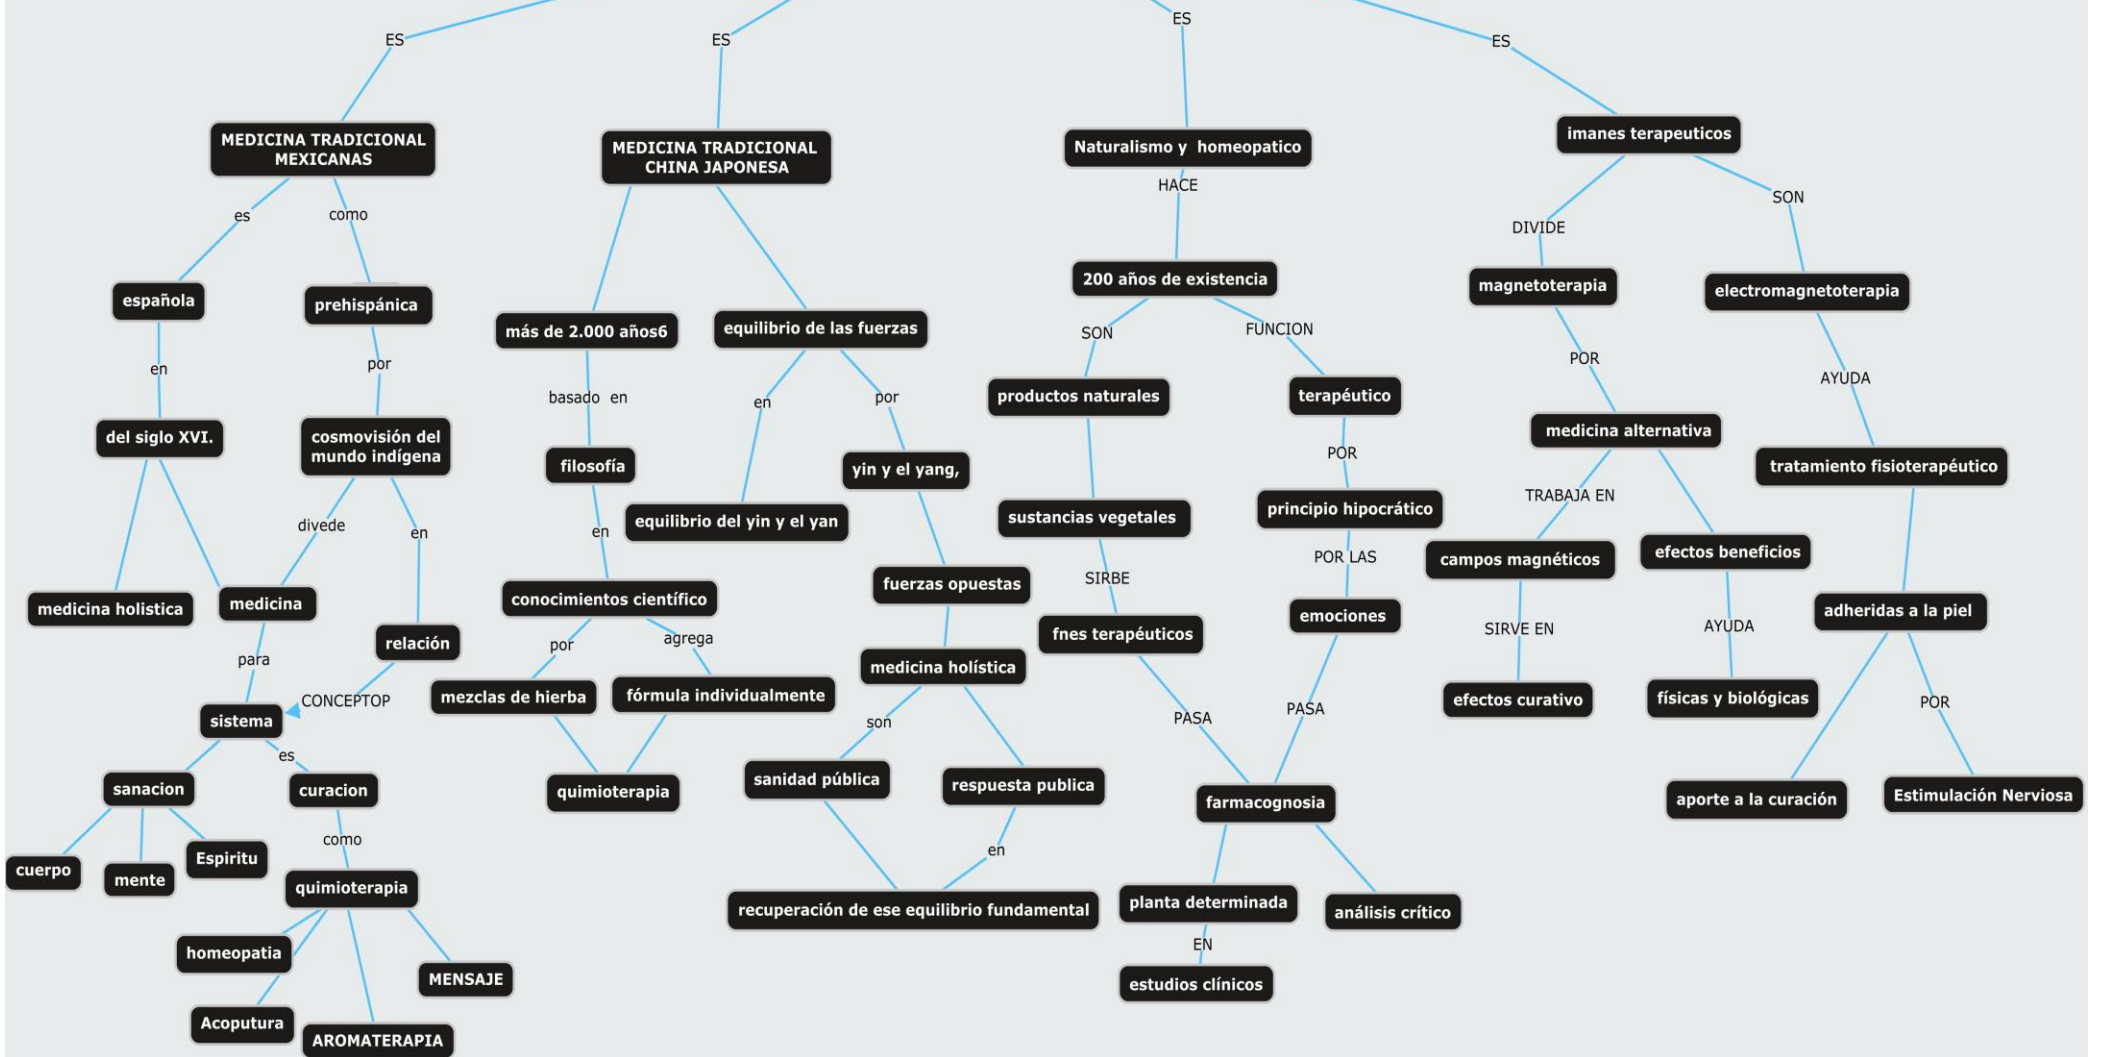 ES
ES
ES
ES
MEDICINA TRADICIONAL
MEXICANAS
es
como
española
prehispánica
en
por
del siglo XVI.
cosmovisión del
mundo indígena
divede
en
medicina holistica
medicina
relación
para
CONCEPTOP
sistema
es
sanacion
curacion
como
cuerpo
mente
Espiritu
quimioterapia
homeopatia
MENSAJE
Acoputura
AROMATERAPIA
MEDICINA TRADICIONAL
CHINA JAPONESA
más de 2.000 años6
equilibrio de las fuerzas
basado en
en
por
filosofía
yin y el yang,
equilibrio del yin y el yan
en
conocimientos científico
fuerzas opuestas
por
agrega
mezclas de hierba
fórmula individualmente
medicina holística
son
quimioterapia
sanidad pública
respuesta publica
en
recuperación de ese equilibrio fundamental
Naturalismo y homeopatico
HACE
200 años de existencia
SON
FUNCION
productos naturales
terapéutico
POR
sustancias vegetales
principio hipocrático
SIRBE
POR LAS
fnes terapéuticos
emociones
PASA
PASA
farmacognosia
planta determinada
análisis crítico
EN
estudios clínicos
imanes terapeuticos
DIVIDE
SON
magnetoterapia
electromagnetoterapia
POR
AYUDA
medicina alternativa
tratamiento fisioterapéutico
TRABAJA EN
campos magnéticos
efectos beneficios
SIRVE EN
AYUDA
adheridas a la piel
efectos curativo
físicas y biológicas
POR
aporte a la curación
Estimulación Nerviosa